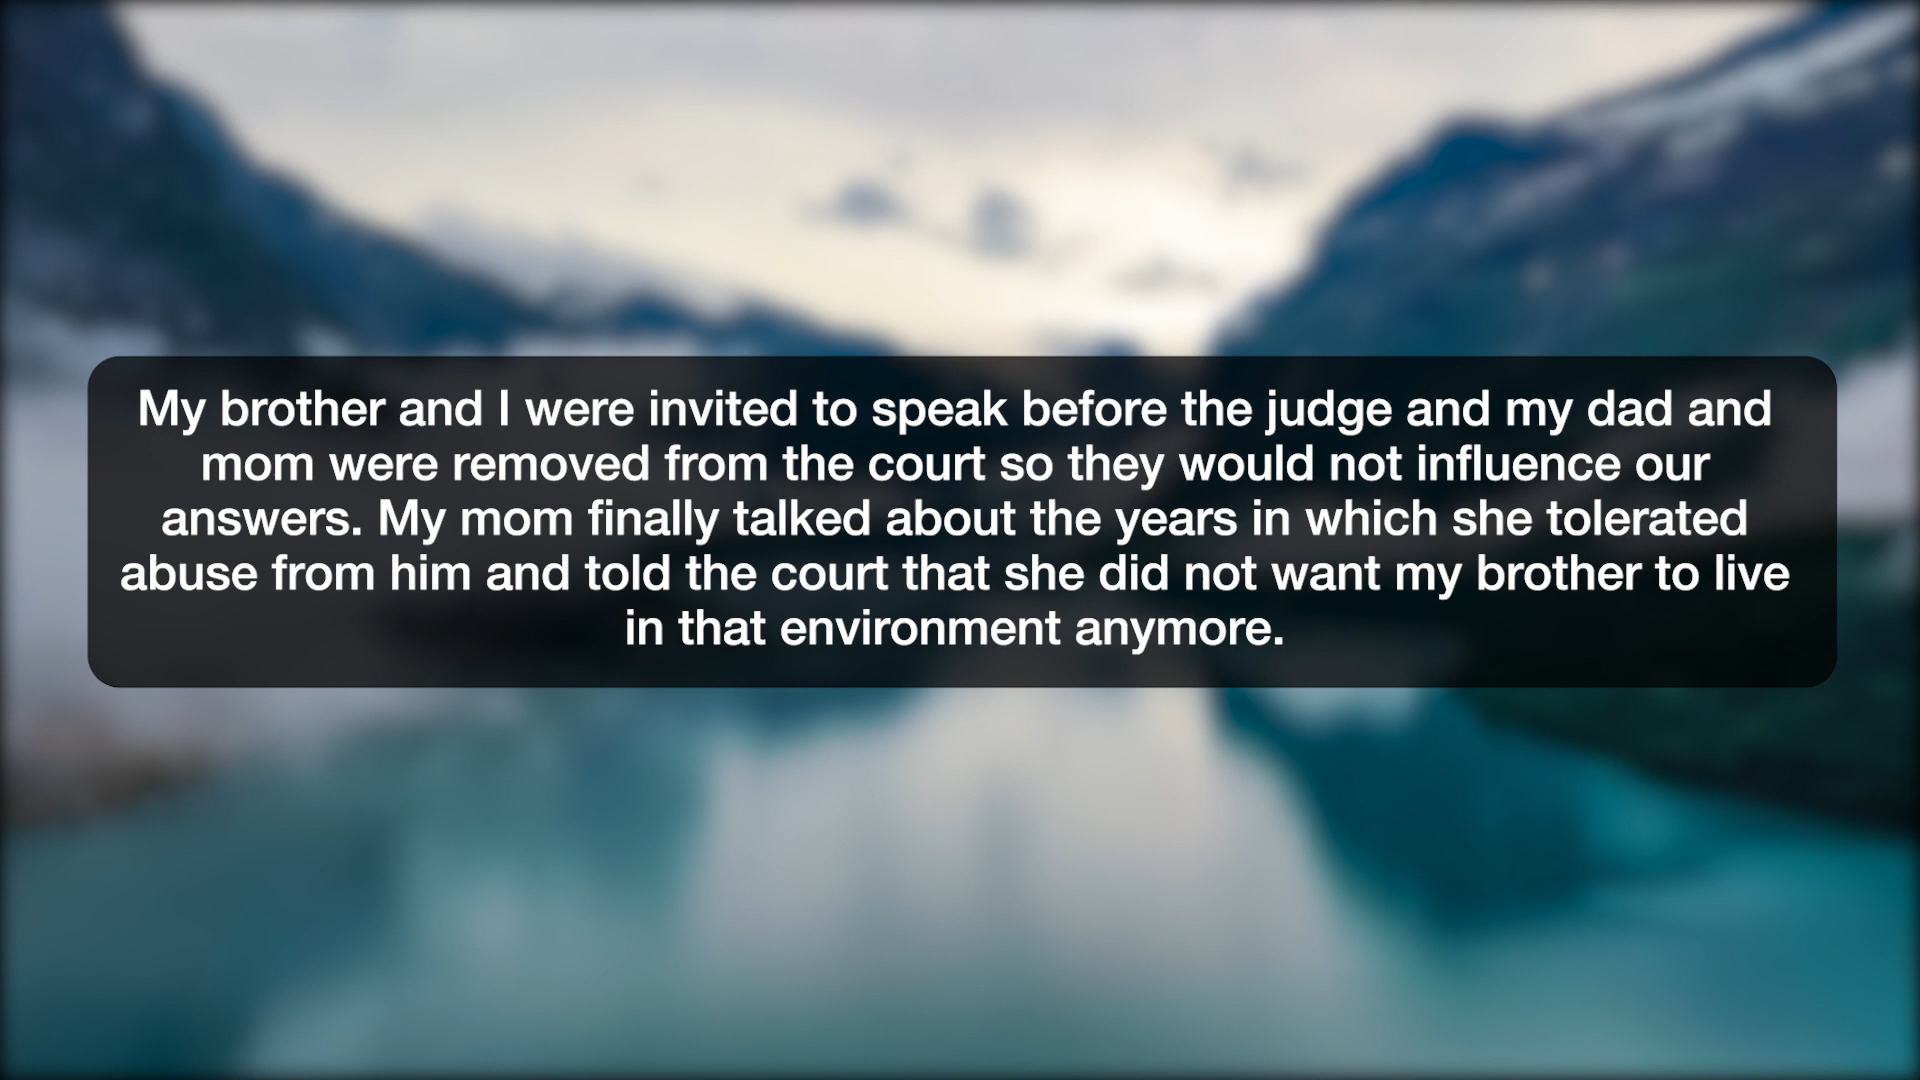 My brother and I were invited to speak before the judge and my dad and
mom were removed from the court so they would not influence our
answers. My mom finally talked about the years in which she tolerated
abuse from him and told the court that she did not want my brother to live
in that environment anymore.